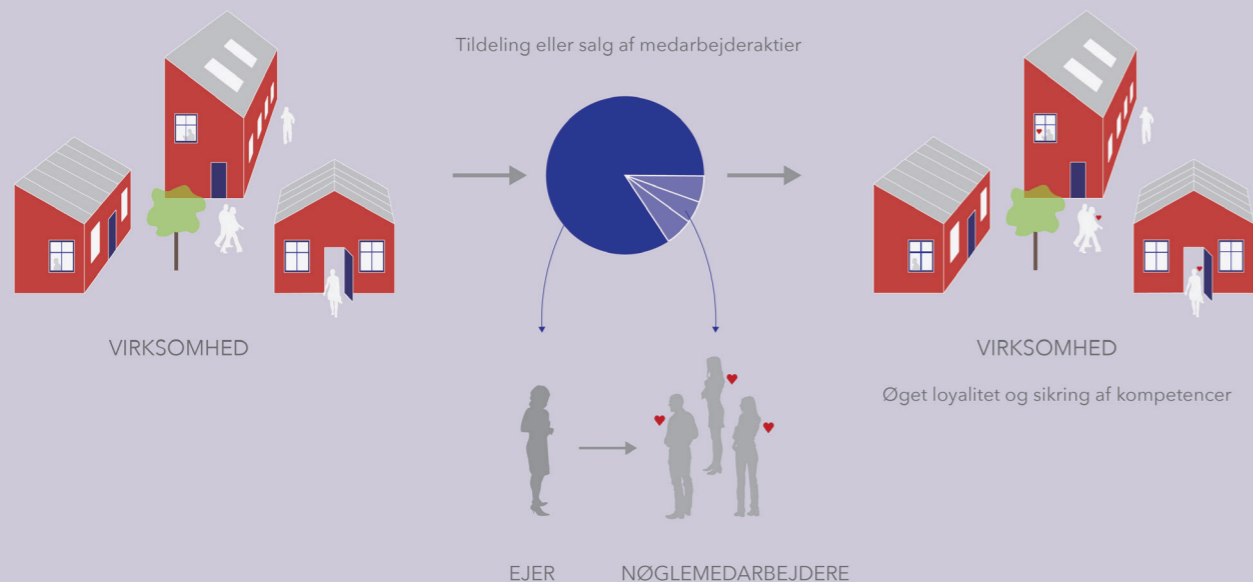 Tildeling eller salg af medarbejderaktier
VIRKSOMHED
VIRKSOMHED
Øget loyalitet og sikring af kompetencer
EJER
NØGLEMEDARBEJDERE